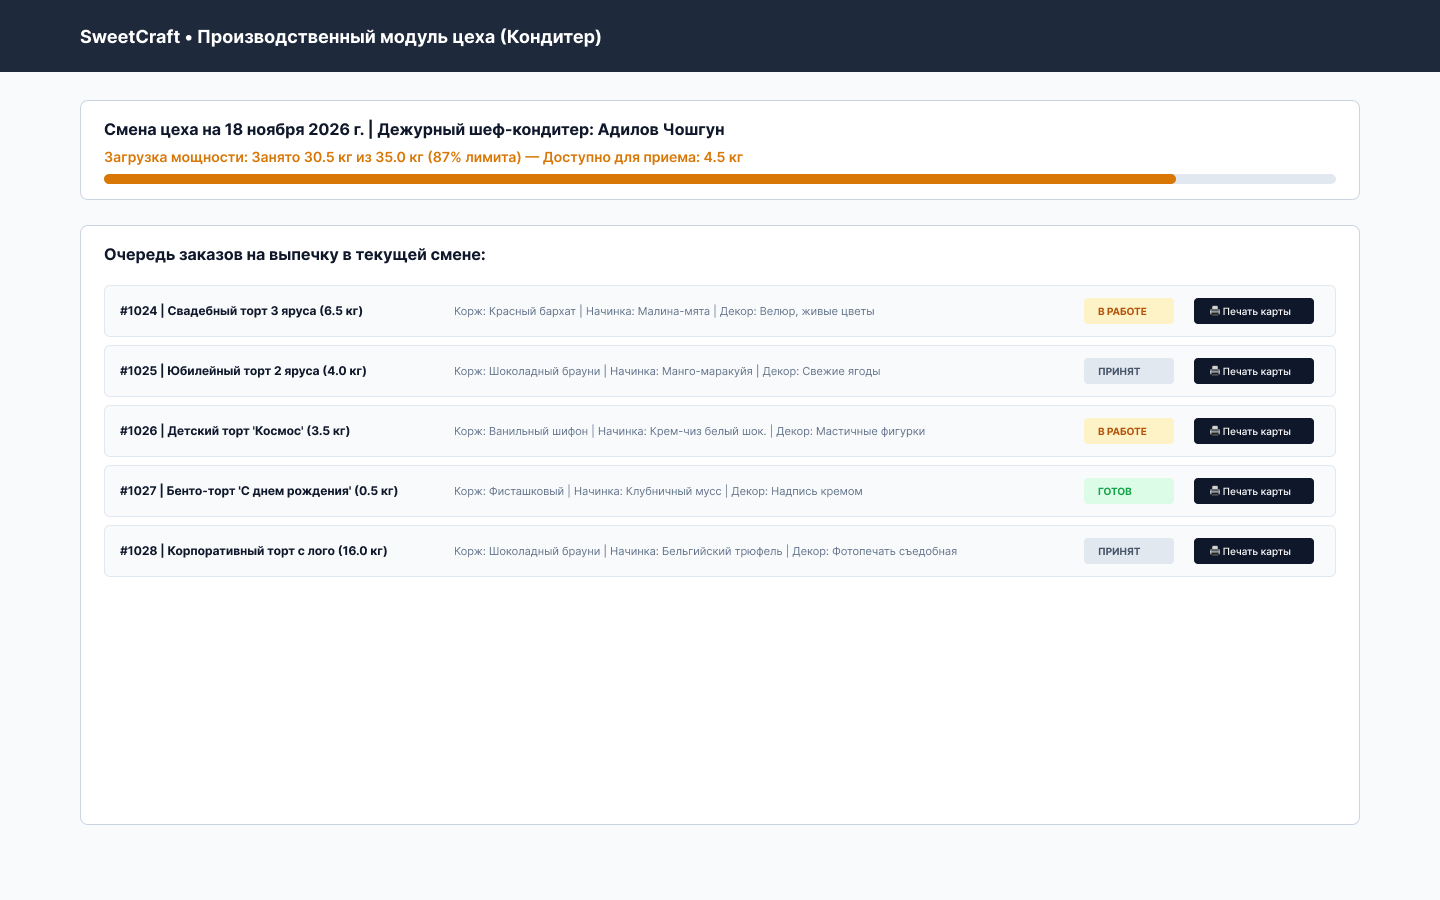 SweetCraft • Производственный модуль цеха (Кондитер)
Смена цеха на 18 ноября 2026 г. | Дежурный шеф-кондитер: Адилов Чошгун
Загрузка мощности: Занято 30.5 кг из 35.0 кг (87% лимита) — Доступно для приема: 4.5 кг
Очередь заказов на выпечку в текущей смене:
#1024 | Свадебный торт 3 яруса (6.5 кг) Корж: Красный бархат | Начинка: Малина-мята | Декор: Велюр, живые цветы В РАБОТЕ Печать карты
#1025 | Юбилейный торт 2 яруса (4.0 кг) Корж: Шоколадный брауни | Начинка: Манго-маракуйя | Декор: Свежие ягоды ПРИНЯТ Печать карты
#1026 | Детский торт 'Космос' (3.5 кг) Корж: Ванильный шифон | Начинка: Крем-чиз белый шок. | Декор: Мастичные фигурки В РАБОТЕ Печать карты
#1027 | Бенто-торт 'С днем рождения' (0.5 кг) Корж: Фисташковый | Начинка: Клубничный мусс | Декор: Надпись кремом ГОТОВ Печать карты
#1028 | Корпоративный торт с лого (16.0 кг) Корж: Шоколадный брауни | Начинка: Бельгийский трюфель | Декор: Фотопечать съедобная ПРИНЯТ Печать карты